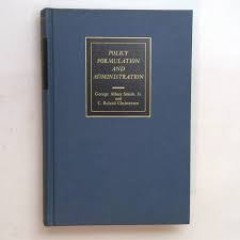 POLICY
FORMULATION
AND
ADMINISTRATION
George Albert Smith, Jr.
and
C. Roland Christensen